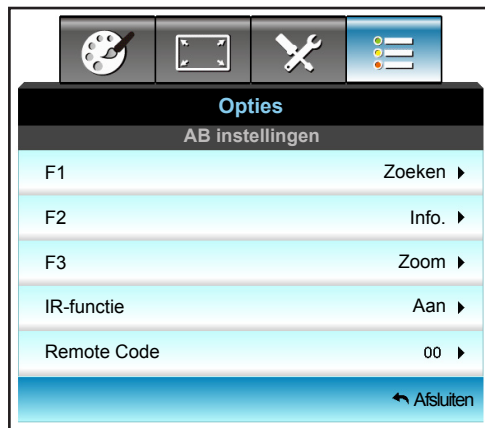 Opties
AB instellingen
F1 Zoeken
F2 Info.
F3 Zoom
IR-functie Aan
Remote Code 00
Afsluiten